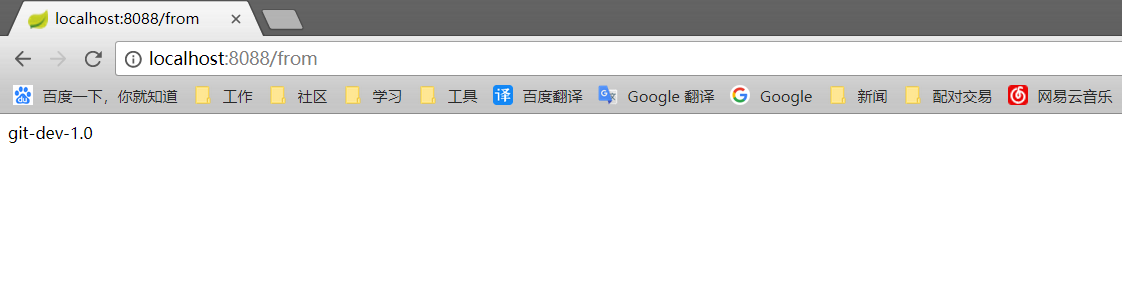 localhost:8088/from
localhost:8088/from
百度一下，你就知道 工作 社区 学习 工具 译 百度翻译 Google 翻译 Google 新闻 配对交易 网易云音乐
git-dev-1.0